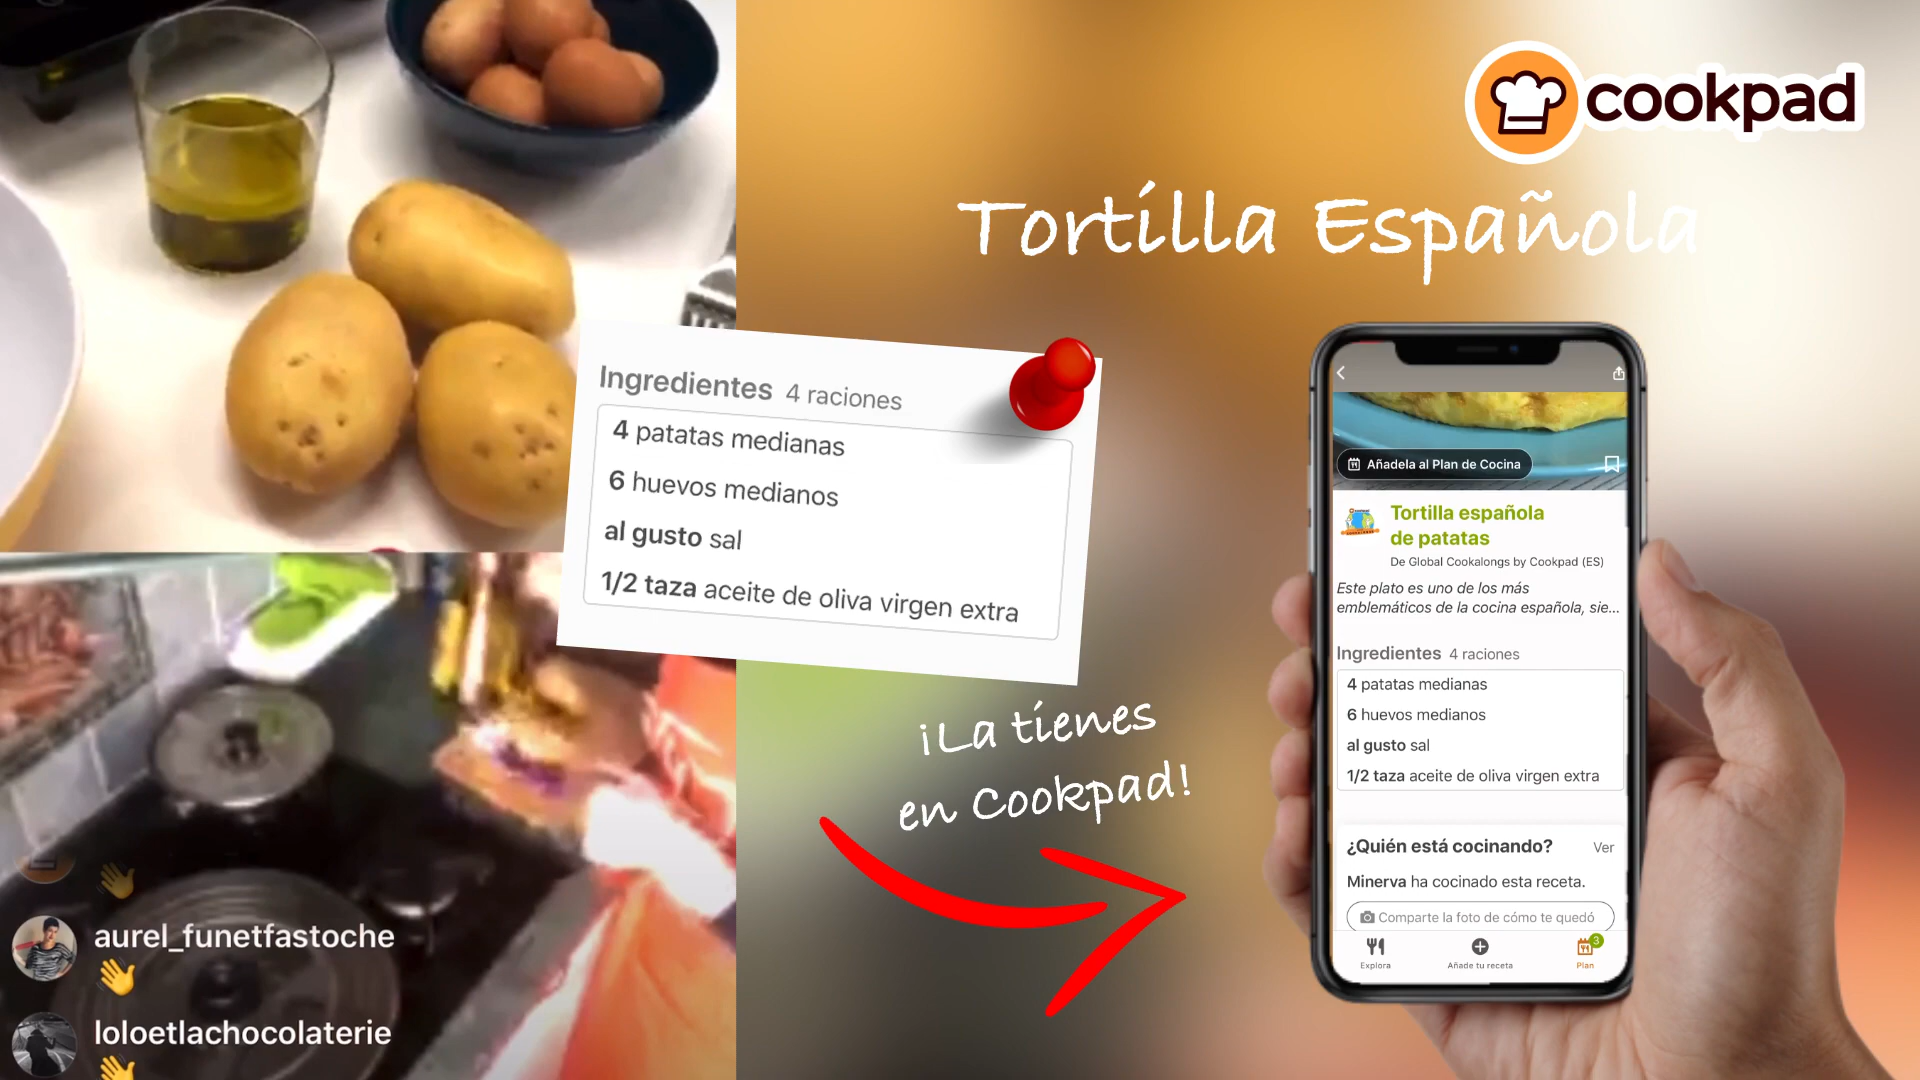 cookpad
Tortilla Española
Ingredientes 4 raciones
4 patatas medianas
6 huevos medianos
al gusto sal
1/2 taza aceite de oliva virgen extra
¡La tienes
en Cookpad!
aurel_funetfastoche
loloetlachocolaterie
Añadela al Plan de Cocina
Tortilla española
de patatas
De Global Cookalongs by Cookpad (ES)
Este plato es uno de los más
emblemáticos de la cocina española, sie...
Ingredientes 4 raciones
4 patatas medianas
6 huevos medianos
al gusto sal
1/2 taza aceite de oliva virgen extra
¿Quién está cocinando? Ver
Minerva ha cocinado esta receta.
Comparte la foto de cómo te quedó
3
Explora Añade tu receta Plan